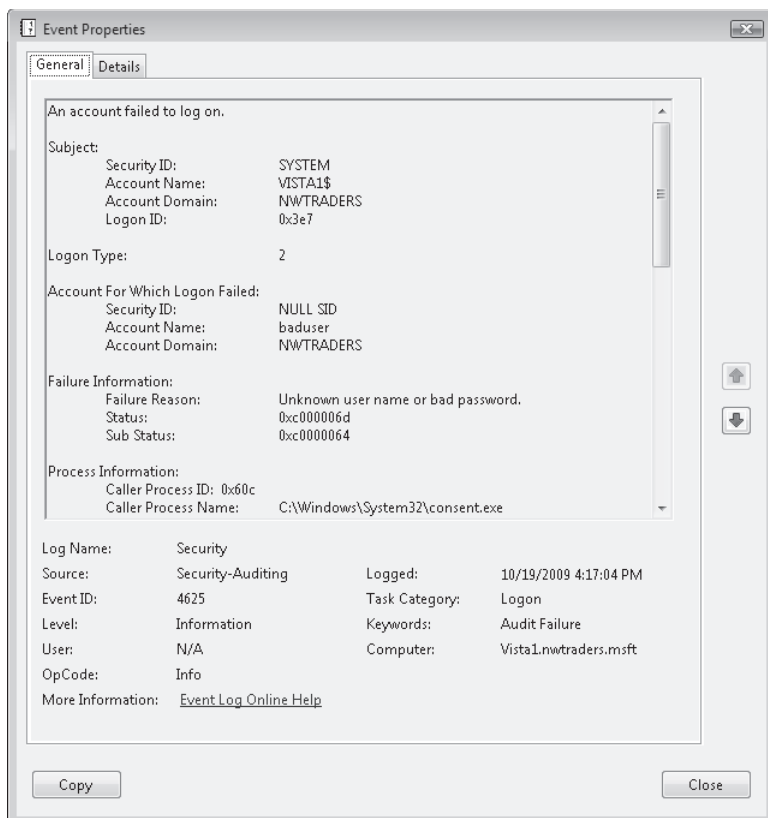 Event Properties
General Details
An account failed to log on.
Subject:
Security ID: SYSTEM
Account Name: VISTA1$
Account Domain: NWTRADERS
Logon ID: 0x3e7
Logon Type: 2
Account For Which Logon Failed:
Security ID: NULL SID
Account Name: baduser
Account Domain: NWTRADERS
Failure Information:
Failure Reason: Unknown user name or bad password.
Status: 0xc000006d
Sub Status: 0xc0000064
Process Information:
Caller Process ID: 0x60c
Caller Process Name: C:\Windows\System32\consent.exe
Log Name: Security
Source: Security-Auditing Logged: 10/19/2009 4:17:04 PM
Event ID: 4625 Task Category: Logon
Level: Information Keywords: Audit Failure
User: N/A Computer: Vista1.nwtraders.msft
OpCode: Info
More Information: Event Log Online Help
Copy Close